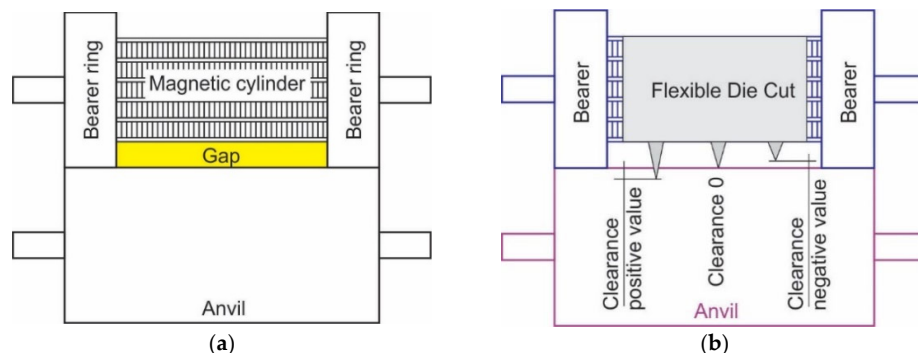 Bearer ring
Magnetic cylinder
Bearer ring
Gap
Anvil
(a)
Bearer
Flexible Die Cut
Bearer
Clearance
positive value
Clearance 0
Clearance
negative value
Anvil
(b)